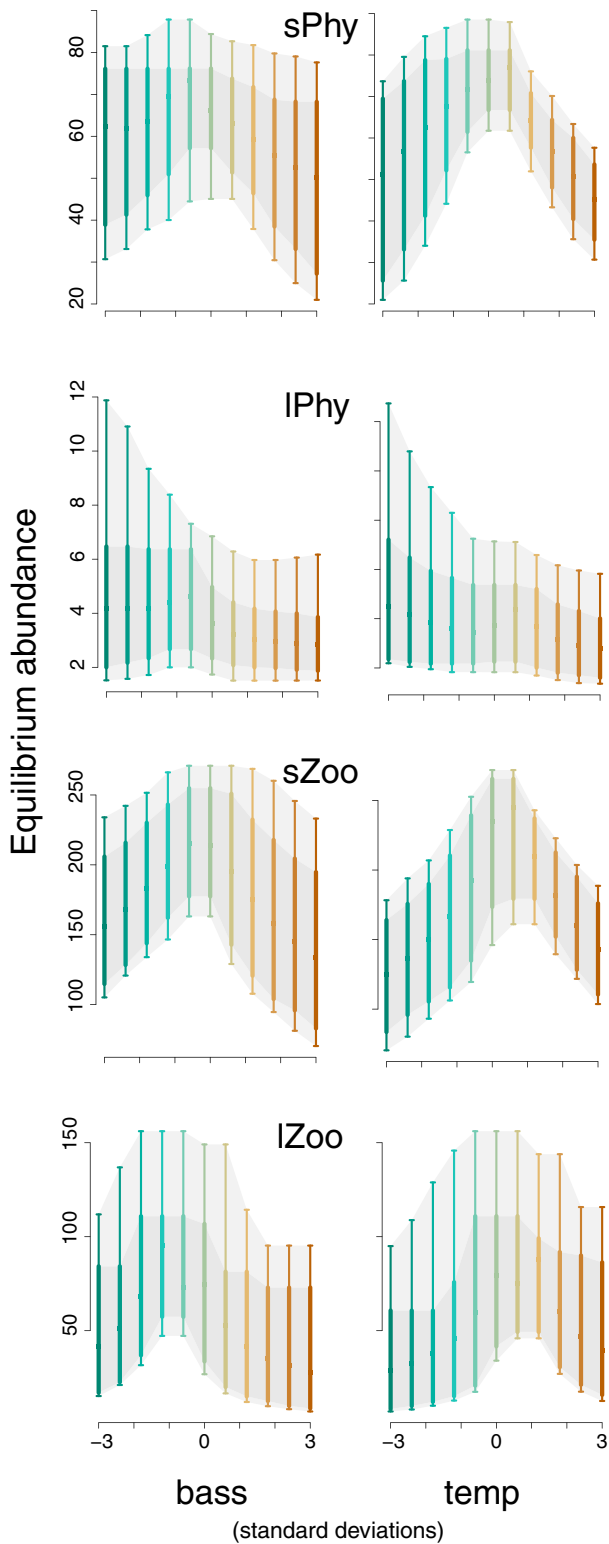 sPhy
80
60
40
20
lPhy
12
10
8
6
4
2
Equilibrium abundance
sZoo
250
200
150
100
lZoo
150
100
50
−3 0 3 −3 0 3
bass temp
(standard deviations)